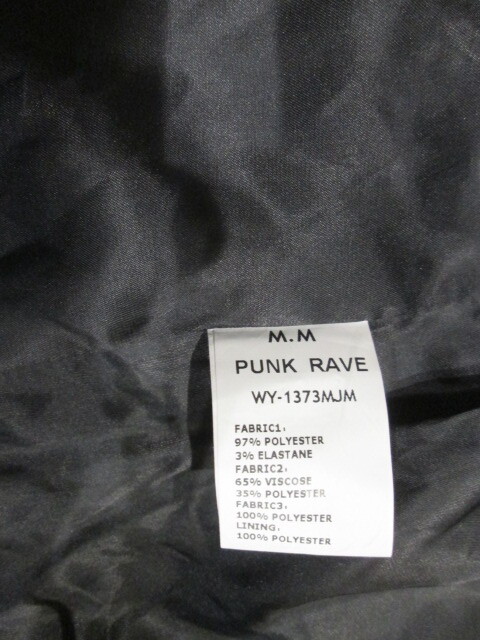 M.M
PUNK RAVE
WY-1373MJM
FABRIC1:
97% POLYESTER
3% ELASTANE
FABRIC2:
65% VISCOSE
35% POLYESTER
FABRIC3:
100% POLYESTER
LINING:
100% POLYESTER